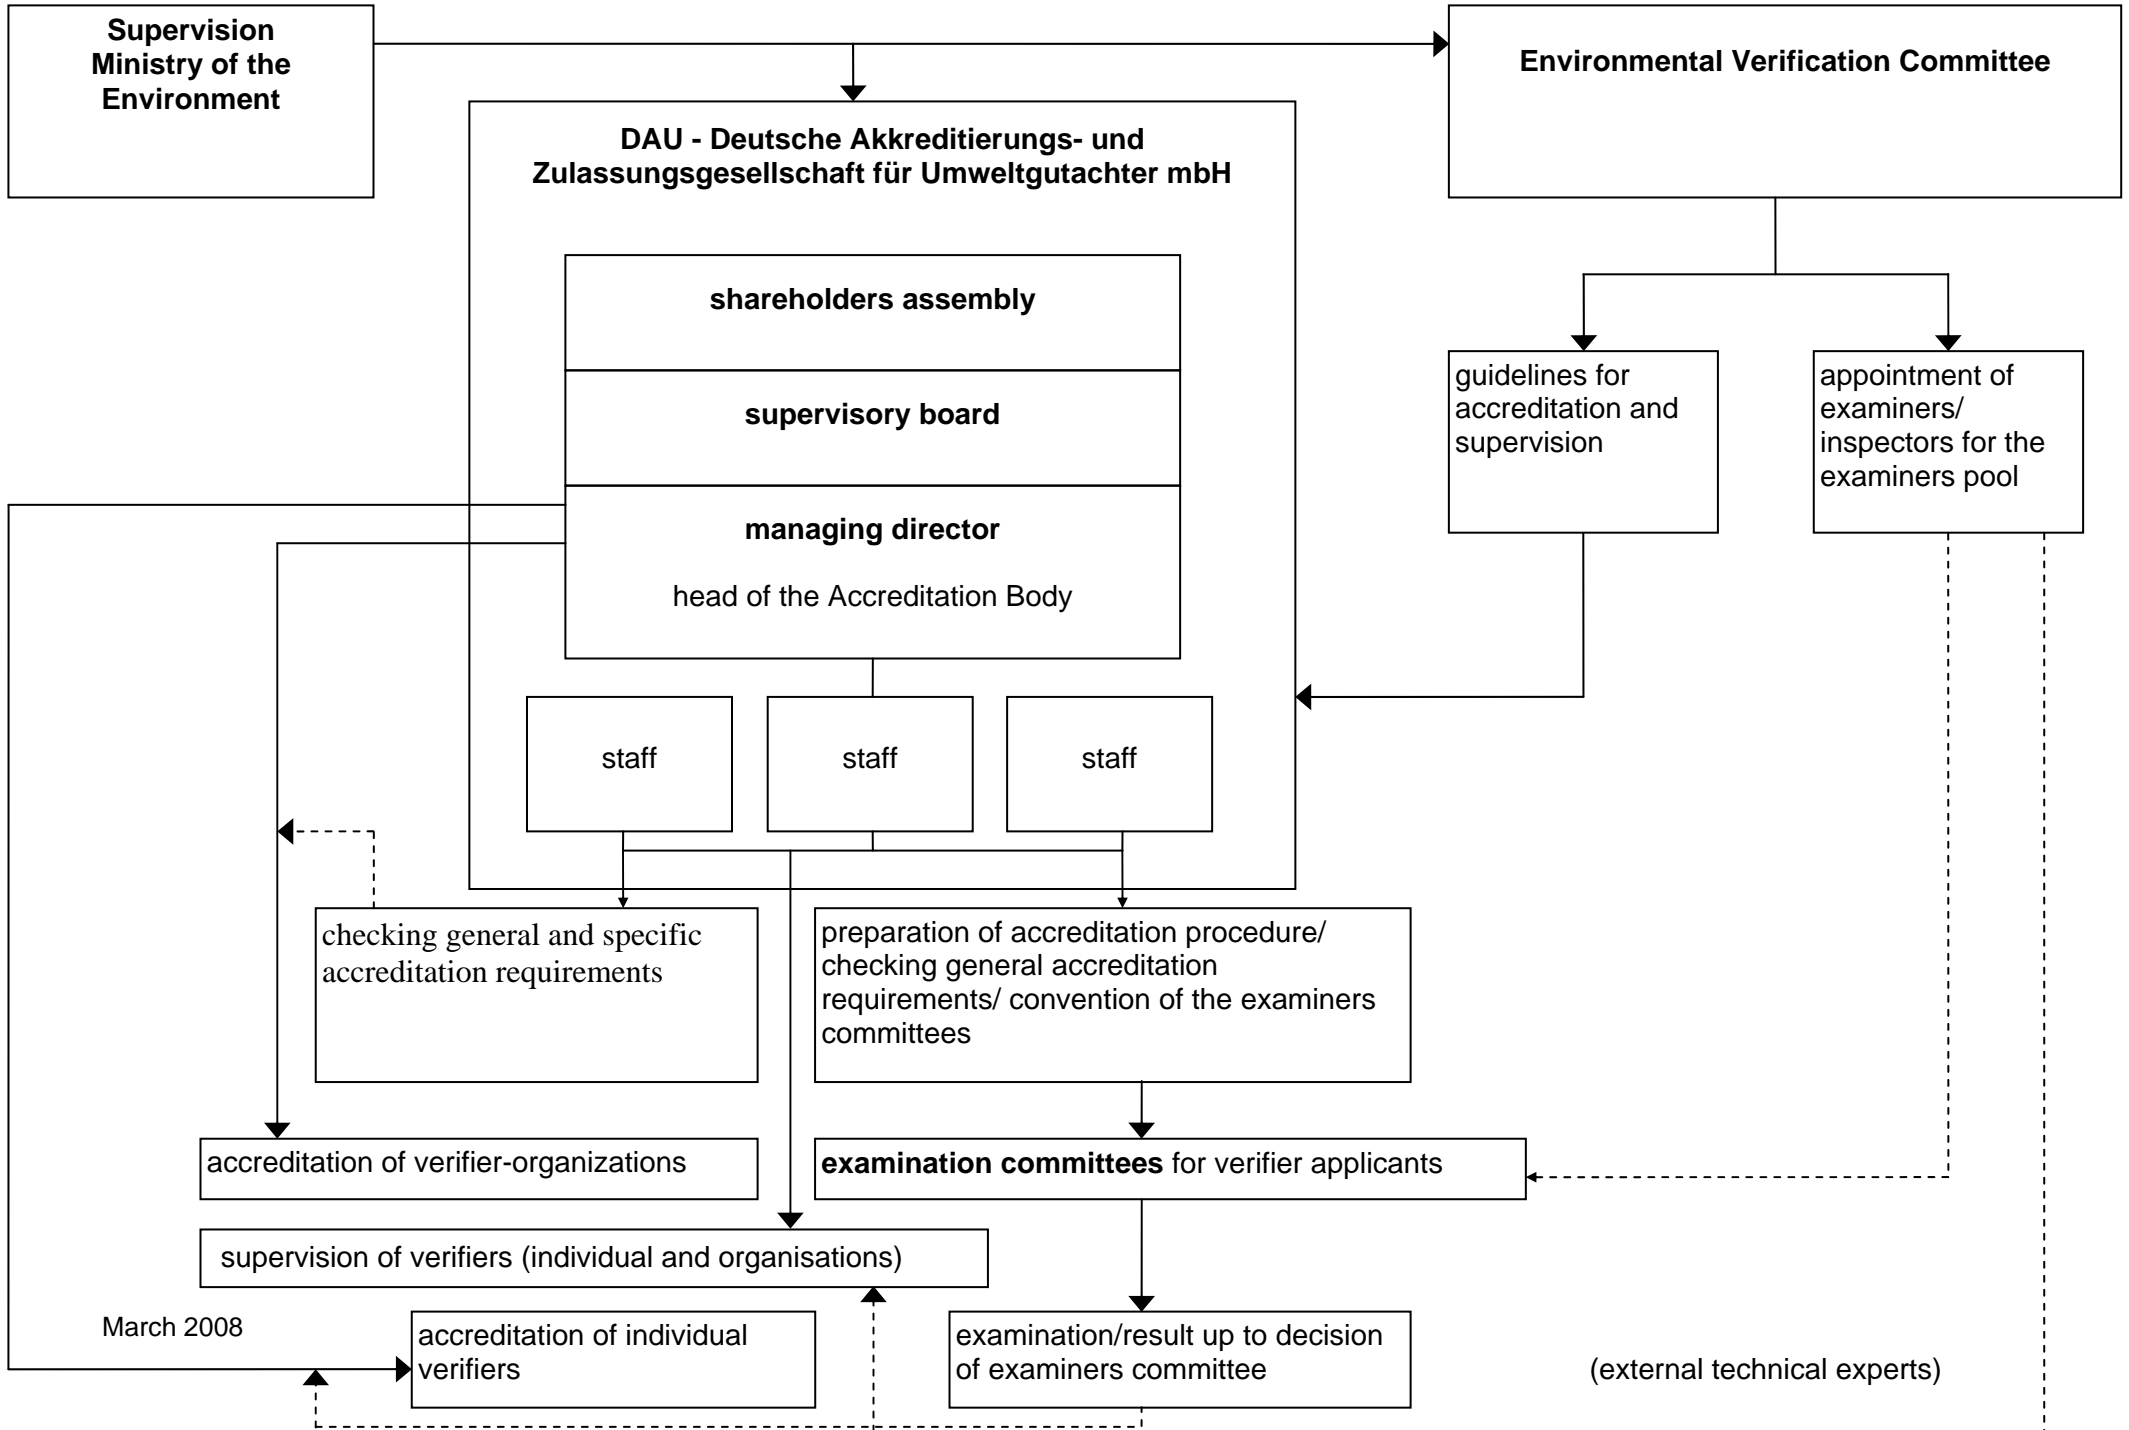 Supervision
Ministry of the
Environment
Environmental Verification Committee
DAU - Deutsche Akkreditierungs- und
Zulassungsgesellschaft für Umweltgutachter mbH
shareholders assembly
supervisory board
managing director
head of the Accreditation Body
guidelines for
accreditation and
supervision
appointment of
examiners/
inspectors for the
examiners pool
staff
staff
staff
checking general and specific
accreditation requirements
preparation of accreditation procedure/
checking general accreditation
requirements/ convention of the examiners
committees
accreditation of verifier-organizations
examination committees for verifier applicants
supervision of verifiers (individual and organisations)
March 2008
accreditation of individual
verifiers
examination/result up to decision
of examiners committee
(external technical experts)